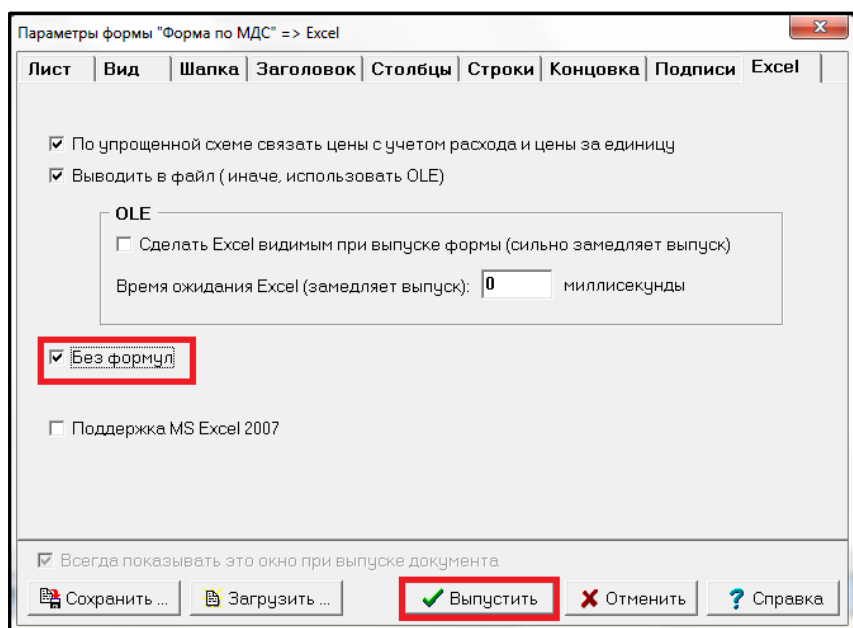 Параметры формы "Форма по МДС" => Excel
Лист Вид Шапка Заголовок Столбцы Строки Концовка Подписи Excel
По упрощенной схеме связать цены с учетом расхода и цены за единицу
Выводить в файл ( иначе, использовать OLE)
OLE
Сделать Excel видимым при выпуске формы (сильно замедляет выпуск)
Время ожидания Excel (замедляет выпуск): 0 миллисекунды
Без формул
Поддержка MS Excel 2007
Всегда показывать это окно при выпуске документа
Сохранить ... Загрузить ... Выпустить Отменить Справка